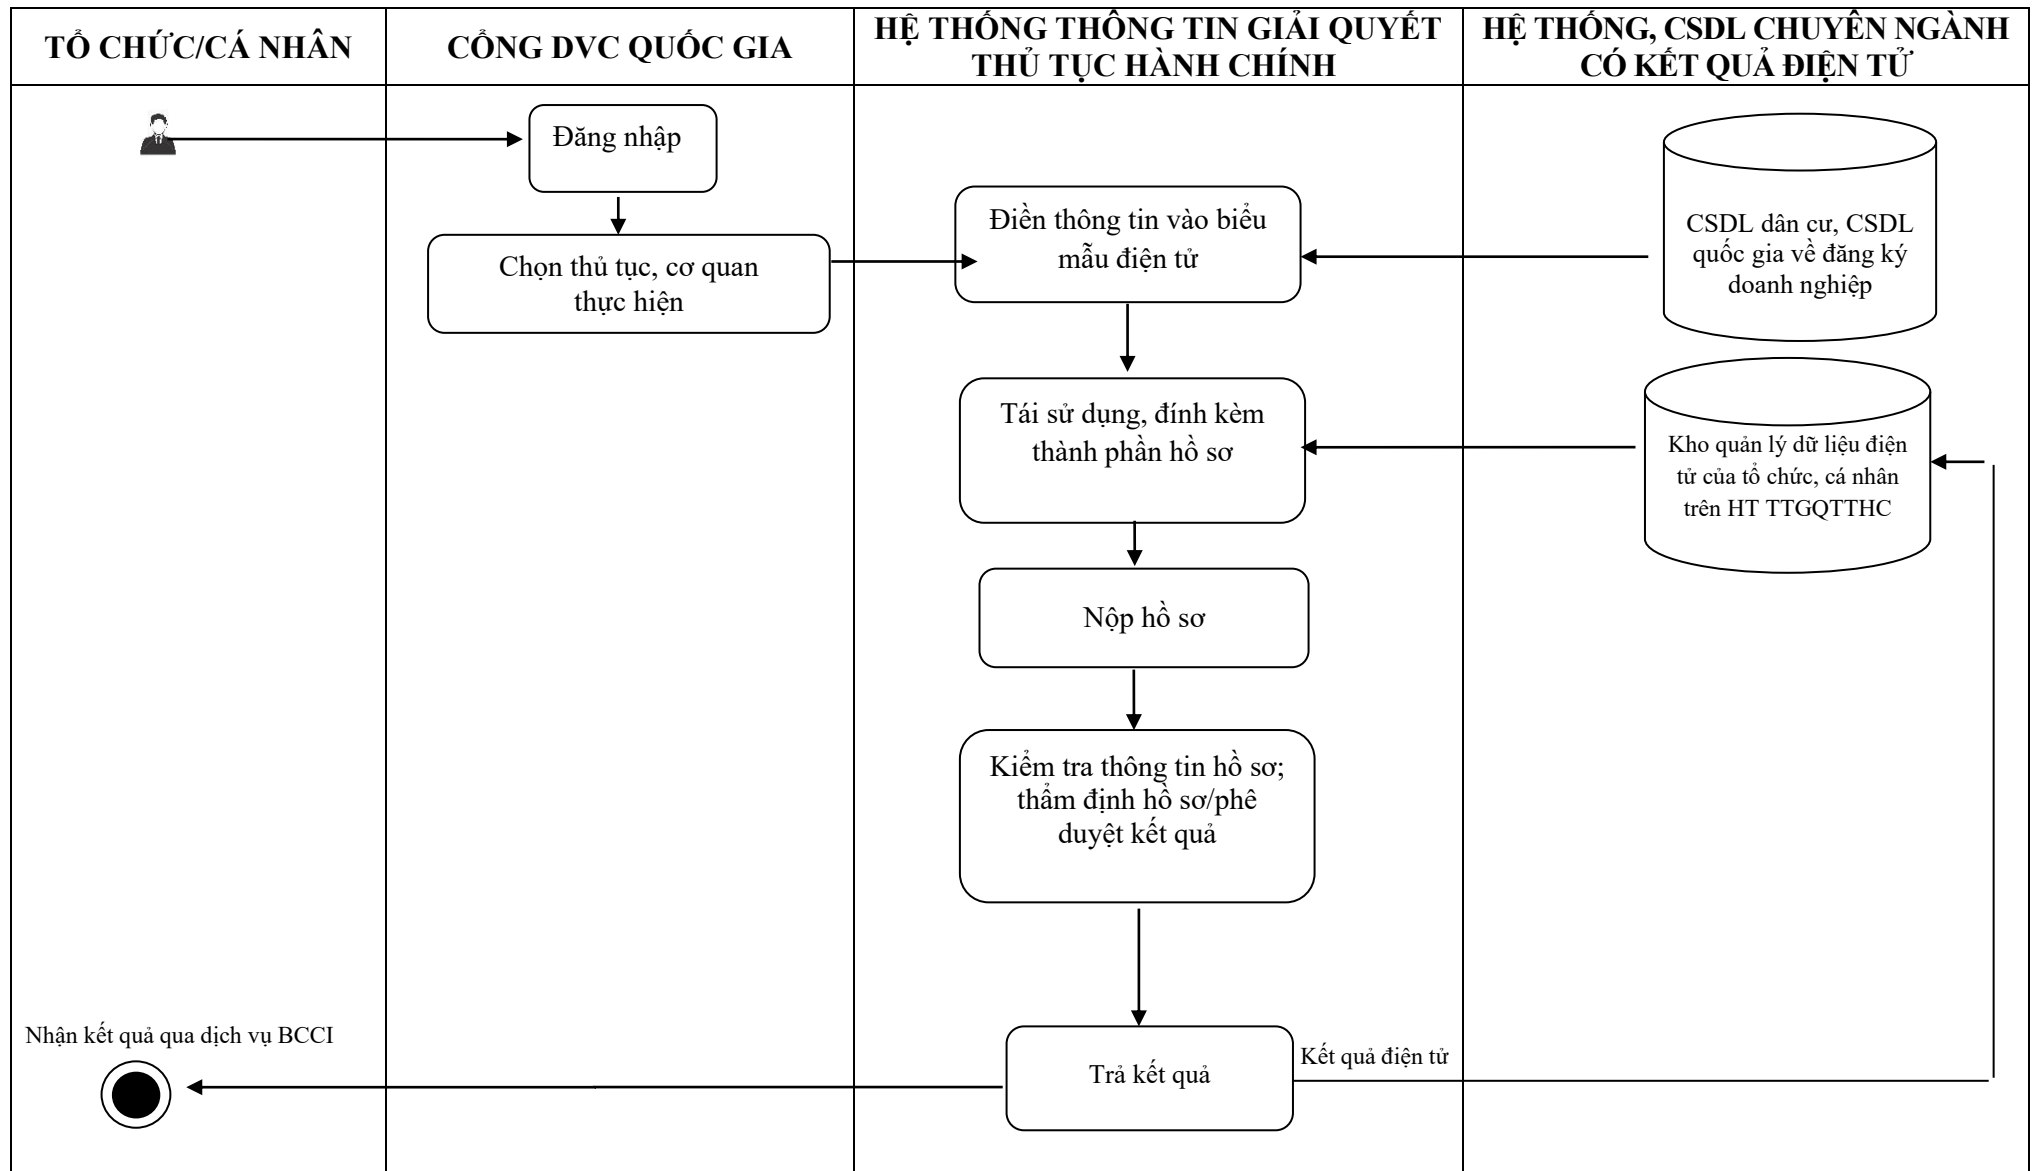 TỔ CHỨC/CÁ NHÂN
CỔNG DVC QUỐC GIA
HỆ THỐNG THÔNG TIN GIẢI QUYẾT
THỦ TỤC HÀNH CHÍNH
HỆ THỐNG, CSDL CHUYÊN NGÀNH
CÓ KẾT QUẢ ĐIỆN TỬ
Đăng nhập
Chọn thủ tục, cơ quan
thực hiện
Điền thông tin vào biểu
mẫu điện tử
CSDL dân cư, CSDL
quốc gia về đăng ký
doanh nghiệp
Tái sử dụng, đính kèm
thành phần hồ sơ
Kho quản lý dữ liệu điện
tử của tổ chức, cá nhân
trên HT TTGQTTHC
Nộp hồ sơ
Kiểm tra thông tin hồ sơ;
thẩm định hồ sơ/phê
duyệt kết quả
Nhận kết quả qua dịch vụ BCCI
Trả kết quả
Kết quả điện tử